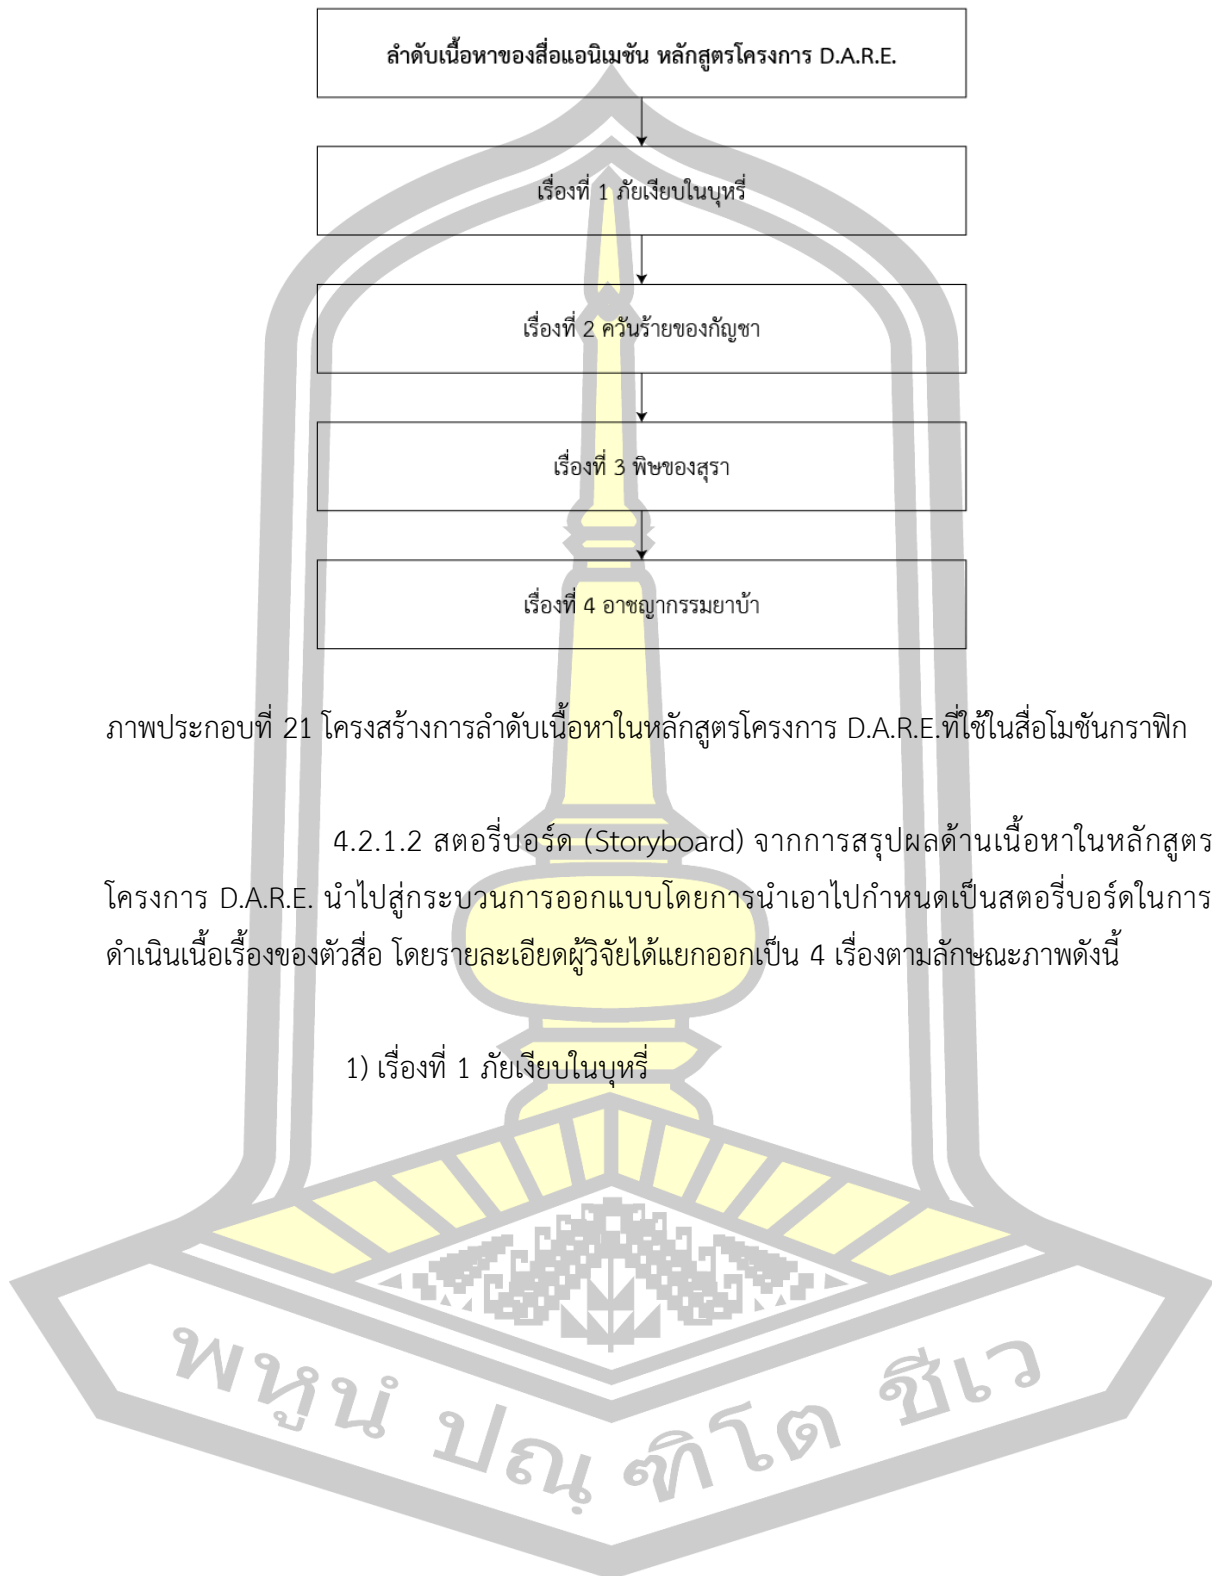 ลำดับเนื้อหาของสื่อแอนิเมชัน หลักสูตรโครงการ D.A.R.E.
เรื่องที่ 1 ภัยเงียบในบุหรี่
เรื่องที่ 2 ควันร้ายของกัญชา
เรื่องที่ 3 พิษของสุรา
เรื่องที่ 4 อาชญากรรมยาบ้า
ภาพประกอบที่ 21 โครงสร้างการลำดับเนื้อหาในหลักสูตรโครงการ D.A.R.E.ที่ใช้ในสื่อโมชันกราฟิก
4.2.1.2 สตอรี่บอร์ด (Storyboard) จากการสรุปผลด้านเนื้อหาในหลักสูตร
โครงการ D.A.R.E. นำไปสู่กระบวนการออกแบบโดยการนำเอาไปกำหนดเป็นสตอรี่บอร์ดในการ
ดำเนินเนื้อเรื่องของตัวสื่อ โดยรายละเอียดผู้วิจัยได้แยกออกเป็น 4 เรื่องตามลักษณะภาพดังนี้
1) เรื่องที่ 1 ภัยเงียบในบุหรี่
พหูนํ ปณฺ ฑิโต ชีเว